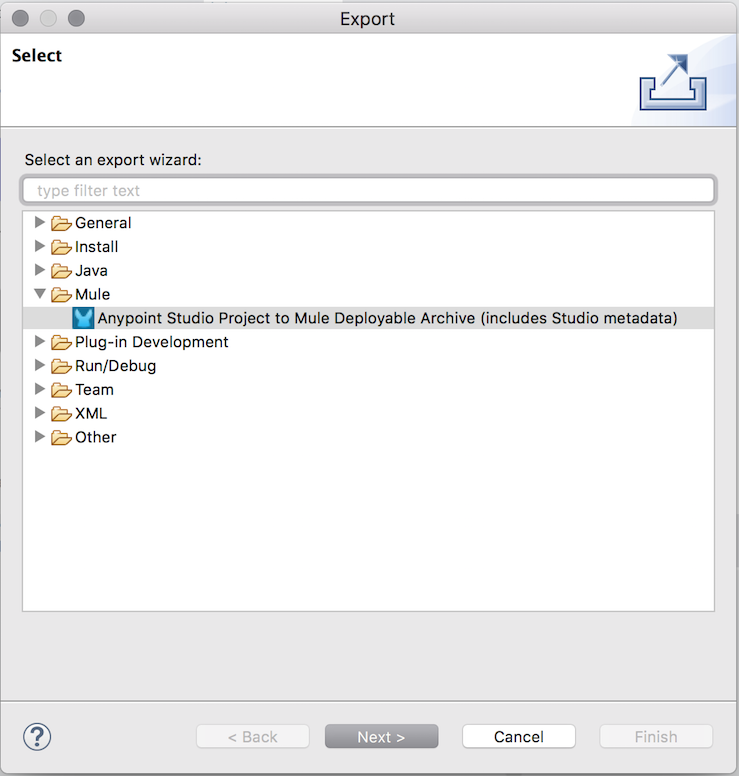 Export
Select
Select an export wizard:
type filter text
General
Install
Java
Mule
Anypoint Studio Project to Mule Deployable Archive (includes Studio metadata)
Plug-in Development
Run/Debug
Team
XML
Other
?
< Back
Next >
Cancel
Finish